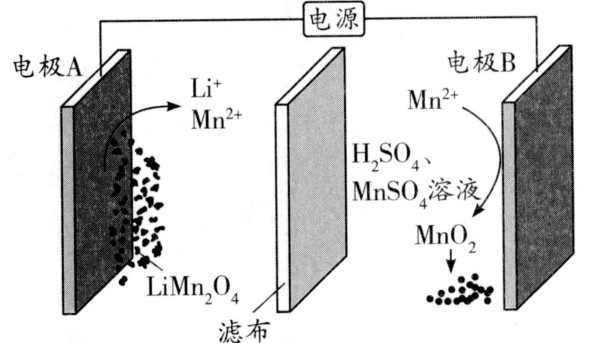 电源
电极A
Li⁺
Mn²⁺
LiMn₂O₄
滤布
H₂SO₄、
MnSO₄溶液
电极B
Mn²⁺
MnO₂